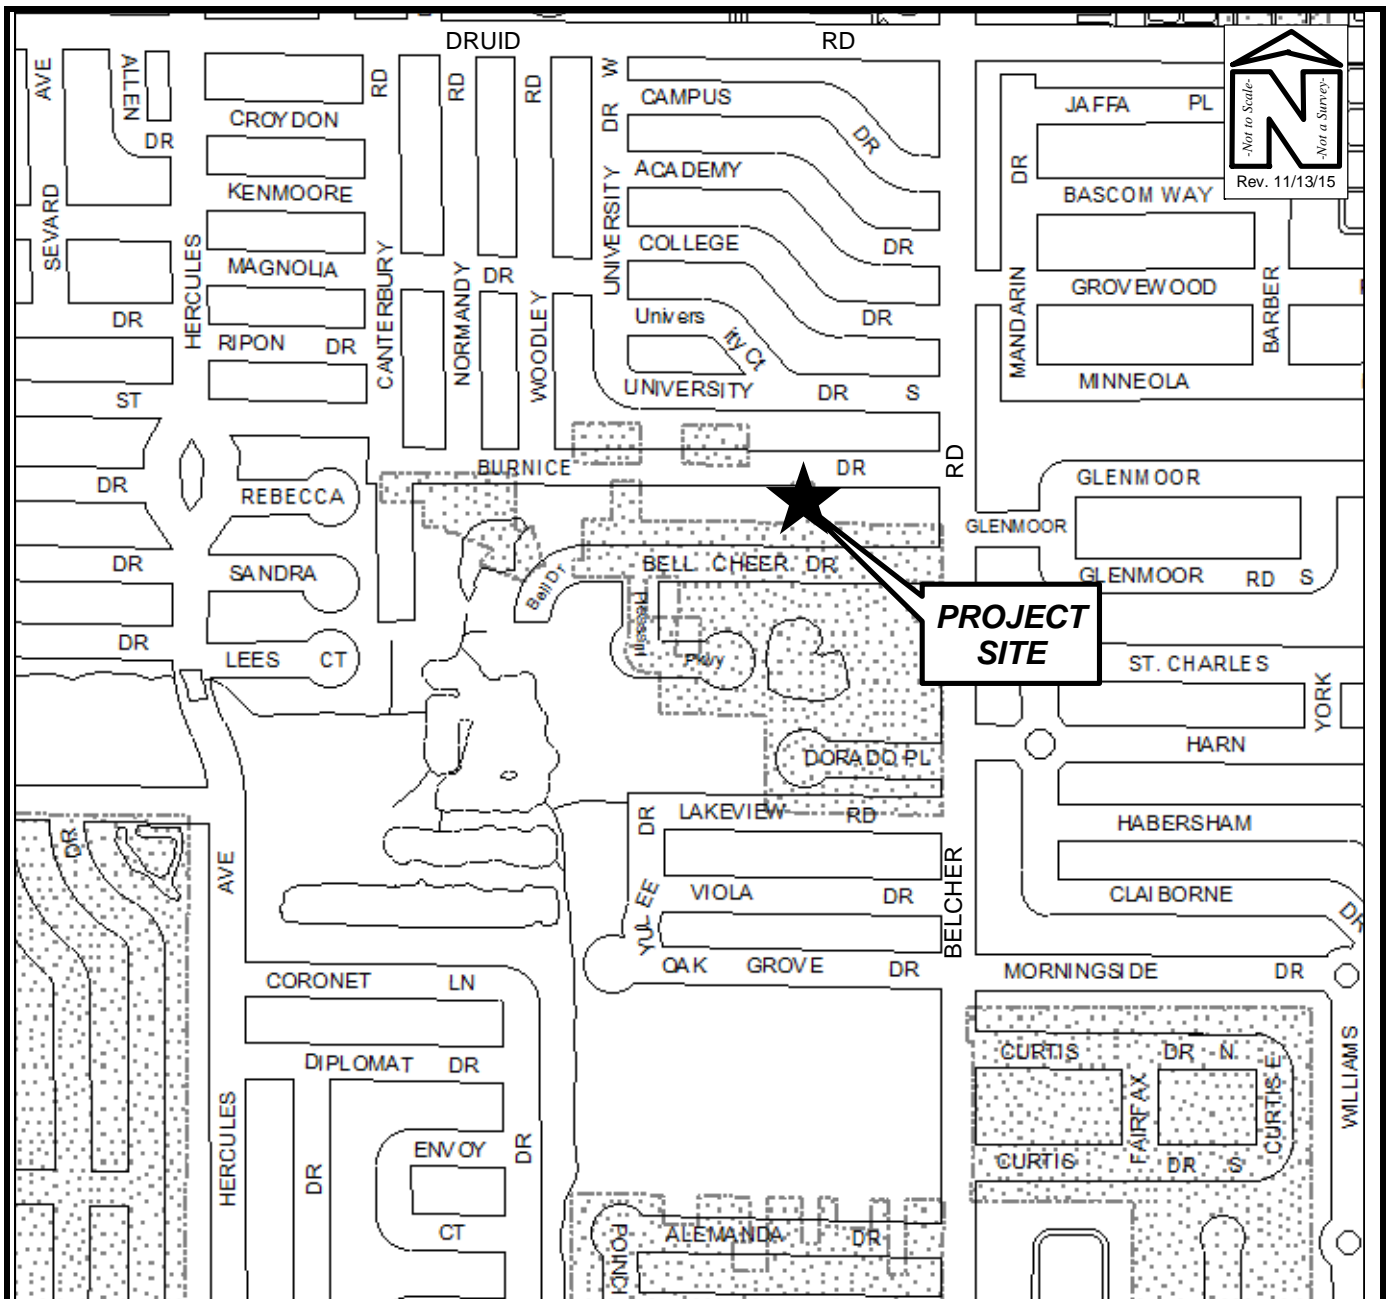 DRUID RD
AVE
ALLEN
DR
RD
RD
RD
W
DR
UNIVERSITY
CAMPUS
DR
JAFFA PL
-Not to Scale-
-Not a Survey-
Rev. 11/13/15
CROYDON
ACADEMY
DR
KENMOORE
BASCOM WAY
SEVARD
HERCULES
MAGNOLIA
CANTERBURY
NORMANDY
DR
WOODLEY
COLLEGE
DR
MANDARIN
GROVEWOOD
BARBER
DR
RIPON DR
Univers
ity Ct
DR
ST
UNIVERSITY DR S
MINNEOLA
DR
BURNICE DR
RD
GLENMOOR
REBECCA
GLENMOOR
DR
SANDRA
Bell Dr
BELL CHEER DR
GLENMOOR RD S
PROJECT
SITE
DR
LEES CT
Pleasant
Pkwy
ST. CHARLES
YORK
HARN
DORADO PL
DR
DR
LAKEVIEW RD
HABERSHAM
AVE
YULEE
VIOLA DR
BELCHER
CLAIBORNE
DR
CORONET LN
OAK GROVE DR
MORNINGSIDE DR
DIPLOMAT DR
CURTIS DR N
FAIRFAX
CURTIS E
WILLIAMS
HERCULES
DR
ENVOY
DR
CURTIS DR S
CT
POINCI
ALEMANDA DR